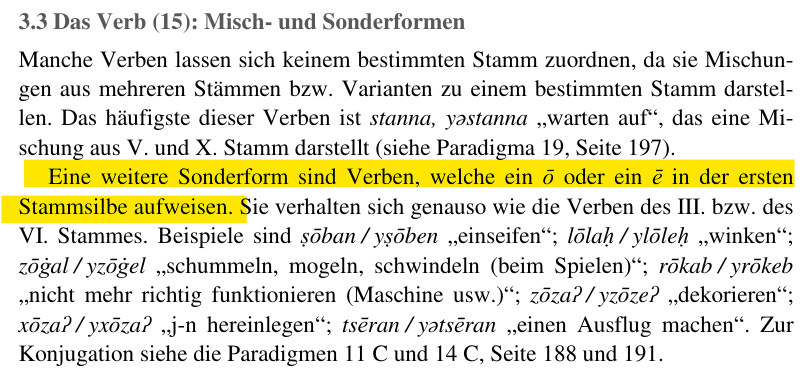 3.3 Das Verb (15): Misch- und Sonderformen
Manche Verben lassen sich keinem bestimmten Stamm zuordnen, da sie Mischun-
gen aus mehreren Stämmen bzw. Varianten zu einem bestimmten Stamm darstel-
len. Das häufigste dieser Verben ist stanna, yəstanna „warten auf“, das eine Mi-
schung aus V. und X. Stamm darstellt (siehe Paradigma 19, Seite 197).
Eine weitere Sonderform sind Verben, welche ein ō oder ein ē in der ersten
Stammsilbe aufweisen. Sie verhalten sich genauso wie die Verben des III. bzw. des
VI. Stammes. Beispiele sind ṣōban / yṣōben „einseifen“; lōlaḥ / ylōleḥ „winken“;
zōġal / yzōġel „schummeln, mogeln, schwindeln (beim Spielen)“; rōkab / yrōkeb
„nicht mehr richtig funktionieren (Maschine usw.)“; zōzaʔ / yzōzeʔ „dekorieren“;
xōzaʔ / yxōzaʔ „j-n hereinlegen“; tsēran / yətsēran „einen Ausflug machen“. Zur
Konjugation siehe die Paradigmen 11 C und 14 C, Seite 188 und 191.